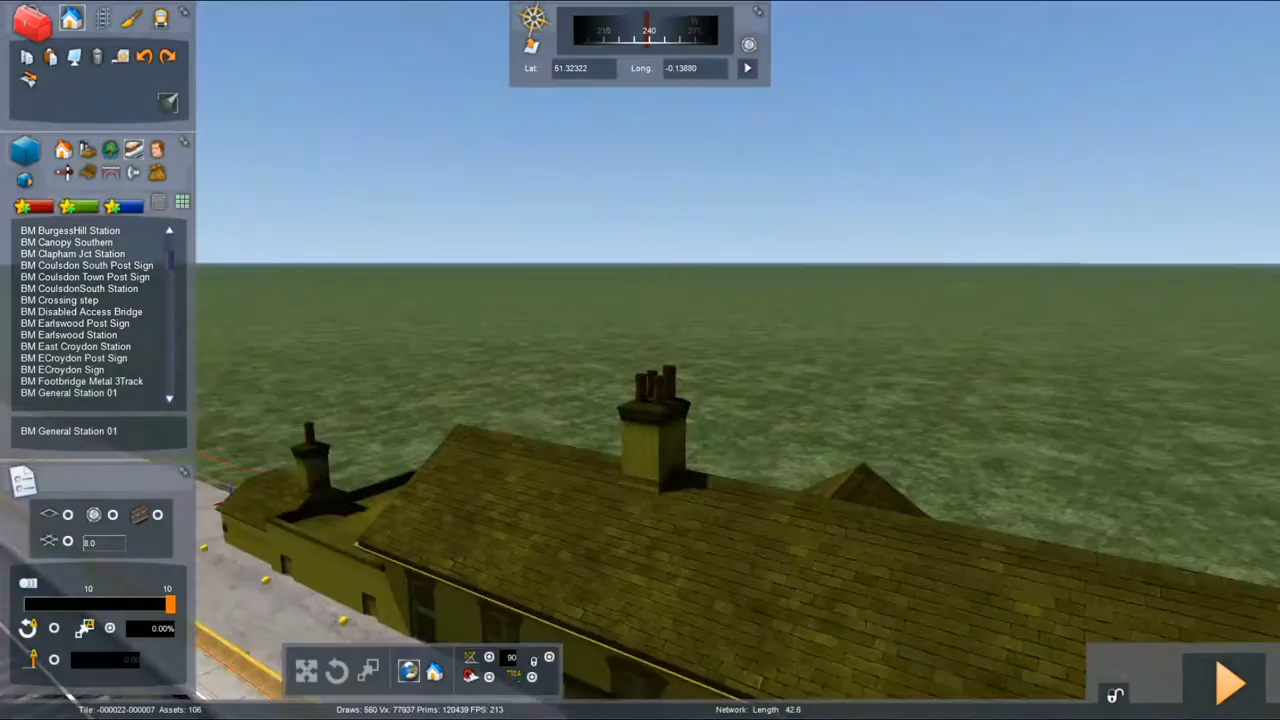 210 240 270
Lat: 51.32322 Long: -0.13880
BM BurgessHill Station
BM Canopy Southern
BM Clapham Jct Station
BM Coulsdon South Post Sign
BM Coulsdon Town Post Sign
BM CoulsdonSouth Station
BM Crossing step
BM Disabled Access Bridge
BM Earlswood Post Sign
BM Earlswood Station
BM East Croydon Station
BM ECroydon Post Sign
BM ECroydon Sign
BM Footbridge Metal 3Track
BM General Station 01
BM General Station 01
8.0
10 10
0.00%
0.00
90
Tile: -000022-000007 Assets: 106
Draws: 560 Vx: 77937 Prims: 120439 FPS: 213
Network: Length 42.6